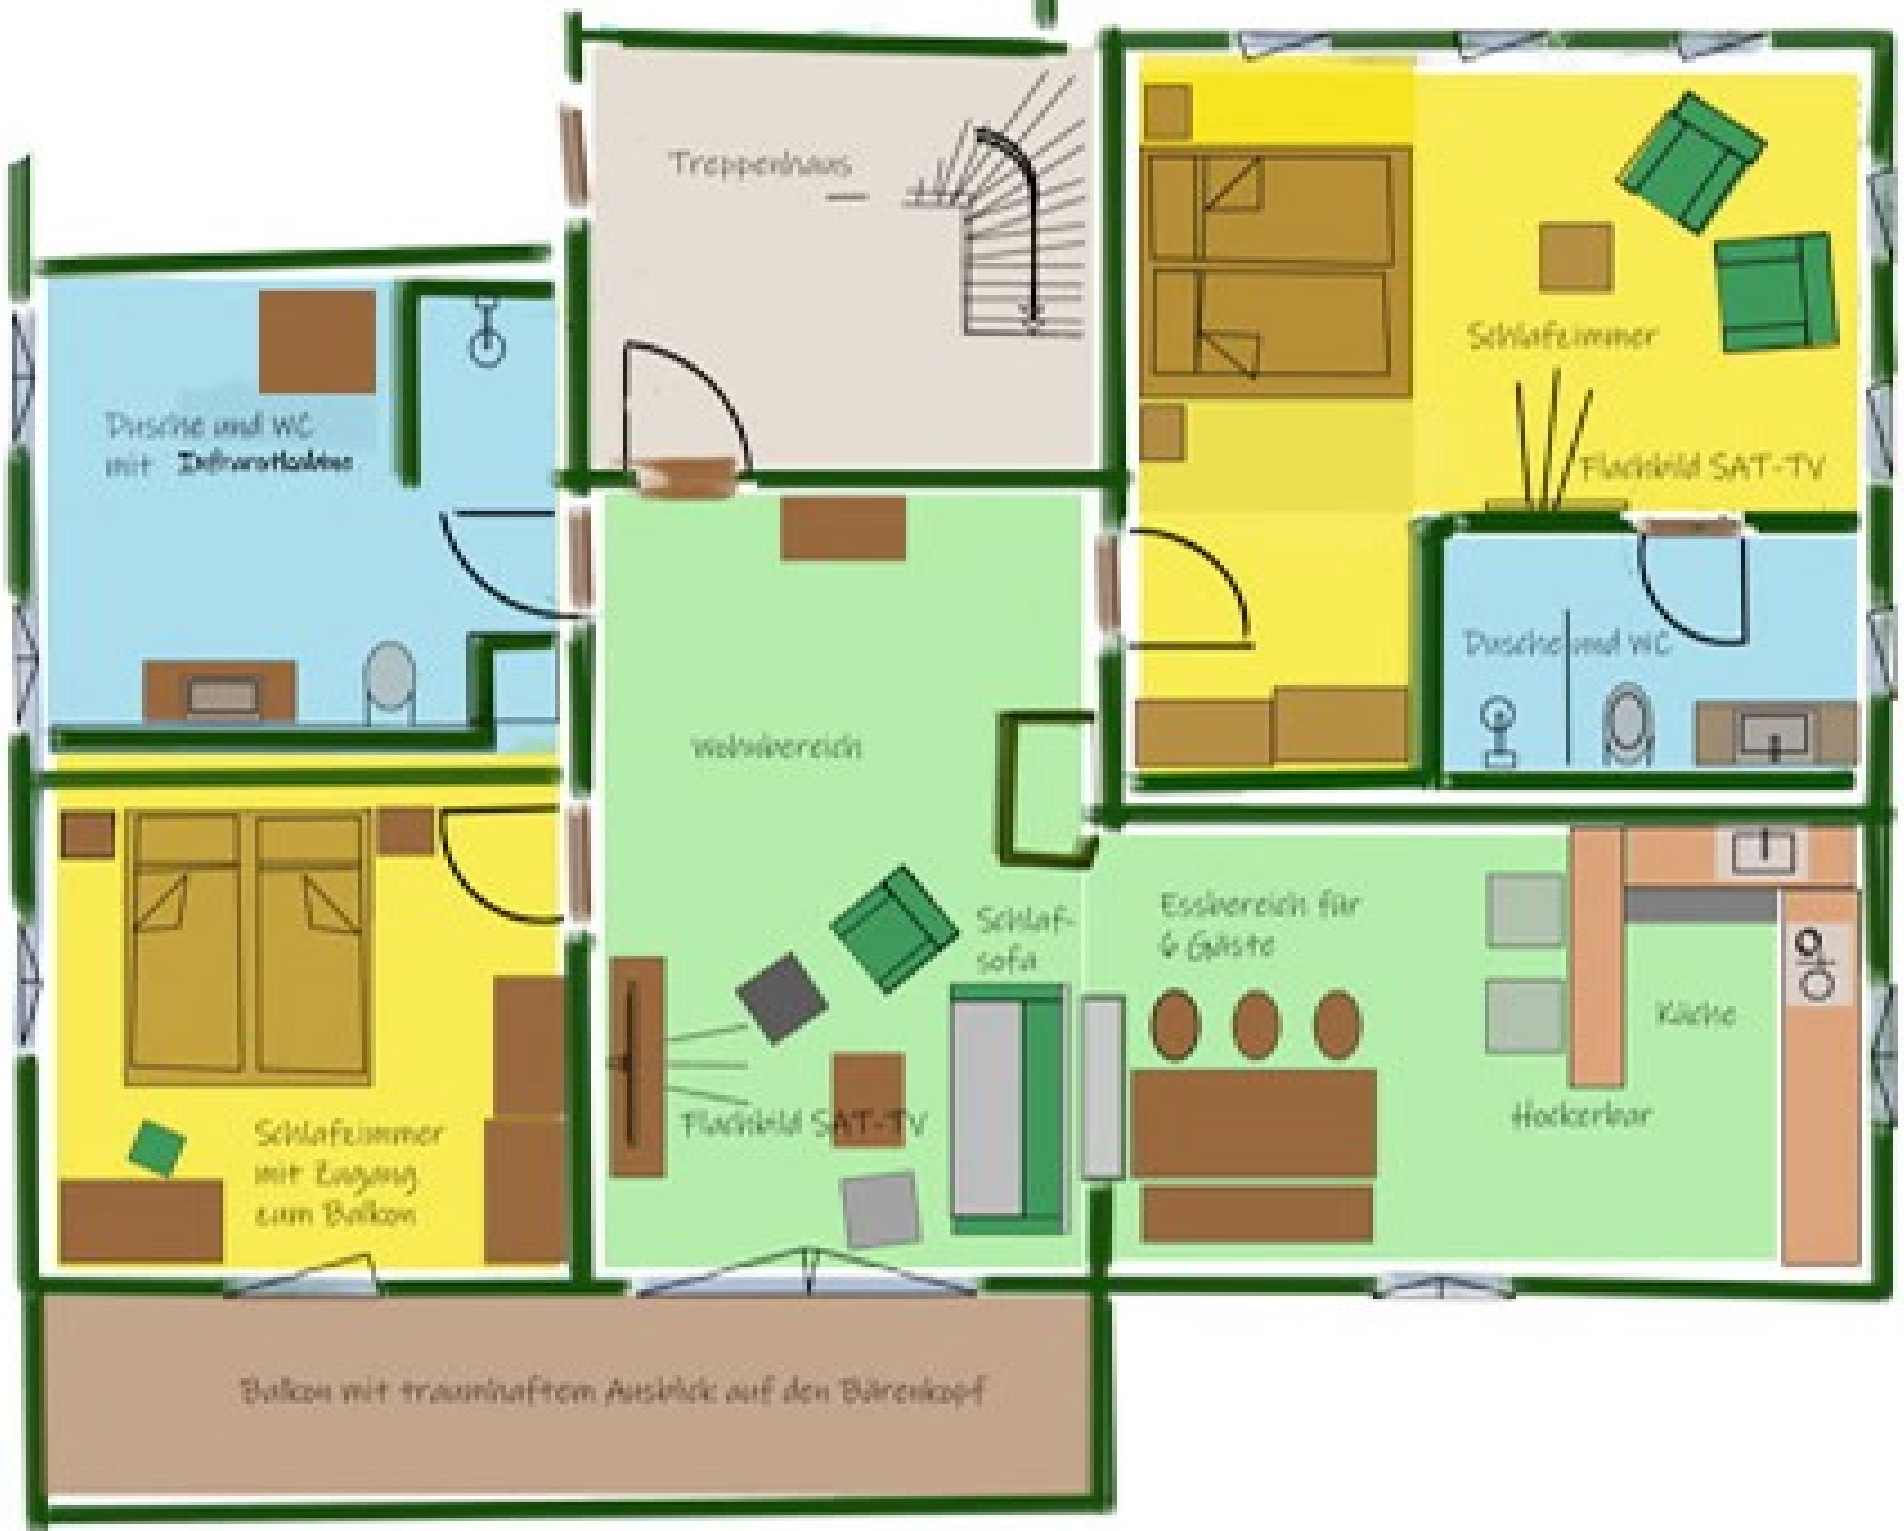 Treppenhaus
Schlafzimmer
Flachbild SAT-TV
Dusche und WC
mit Infrarotkabine
Dusche und WC
Wohnbereich
Schlaf-
sofa
Essbereich für
6 Gäste
Küche
Hockerbar
Flachbild SAT-TV
Schlafzimmer
mit Zugang
zum Balkon
Balkon mit traumhaftem Ausblick auf den Bärenkopf